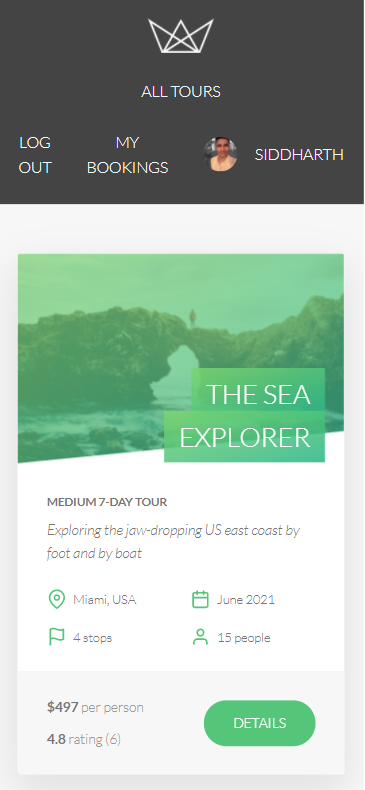 ALL TOURS
LOG
OUT
MY
BOOKINGS
SIDDHARTH
THE SEA
EXPLORER
MEDIUM 7-DAY TOUR
Exploring the jaw-dropping US east coast by
foot and by boat
Miami, USA
June 2021
4 stops
15 people
$497 per person
4.8 rating (6)
DETAILS